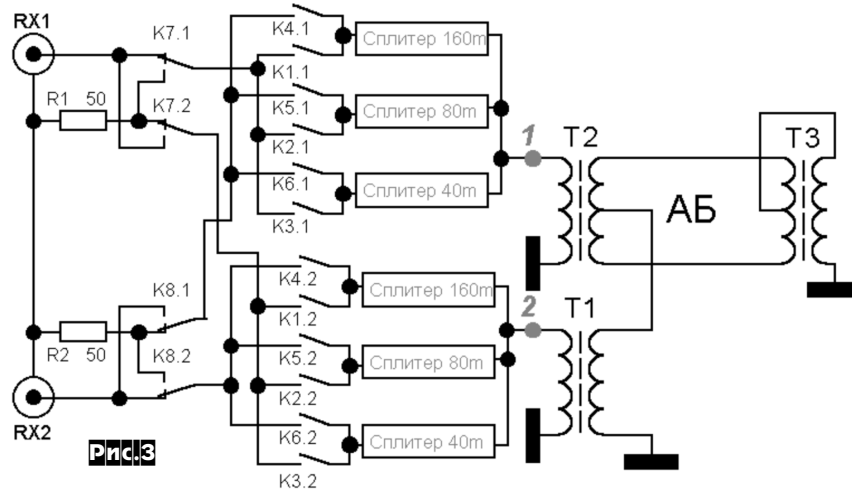 RX1
K7.1
R1 50
K7.2
K4.1
Сплитер 160m
K1.1
K5.1
Сплитер 80m
K2.1
K6.1
Сплитер 40m
K3.1
1
T2
T3
АБ
K8.1
R2 50
K8.2
RX2
K4.2
Сплитер 160m
K1.2
K5.2
Сплитер 80m
K2.2
K6.2
Сплитер 40m
K3.2
2
T1
Рис.3